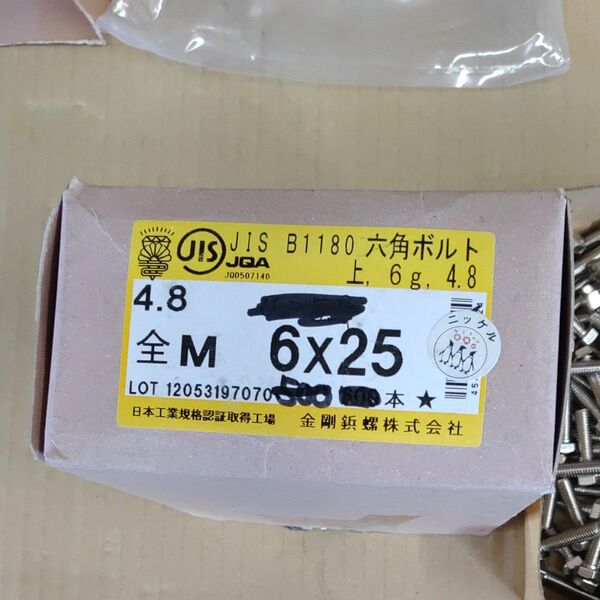 JIS
JQA
JQ0507140
JIS B1180 六角ボルト
上, 6g, 4.8
4.8
全M 6x25
ニッケル
LOT 12053197070 500 本 ★
日本工業規格認証取得工場 金剛鋲螺株式会社